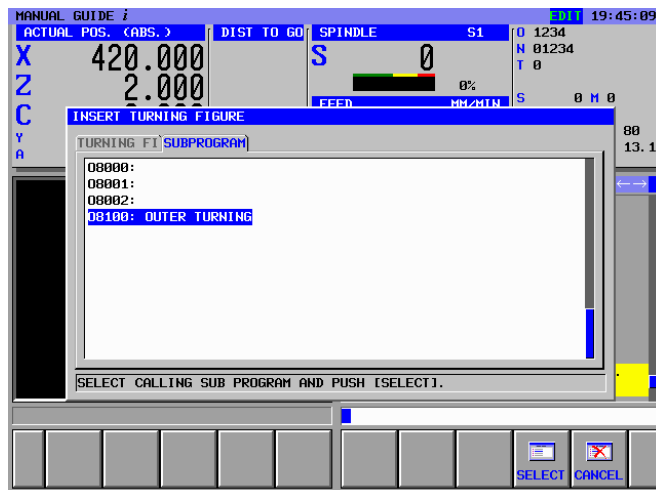 MANUAL GUIDE i EDIT 19:45:09
ACTUAL POS. (ABS.) DIST TO GO SPINDLE S1 O 1234
X 420.000 S 0 N 01234
T 0
Z 2.000 0% S 0 M 0
C FEED MM/MIN
Y 80
A 13.1
INSERT TURNING FIGURE
TURNING FI SUBPROGRAM
O8000:
O8001:
O8002:
O8100: OUTER TURNING
←→
SELECT CALLING SUB PROGRAM AND PUSH [SELECT].
SELECT CANCEL